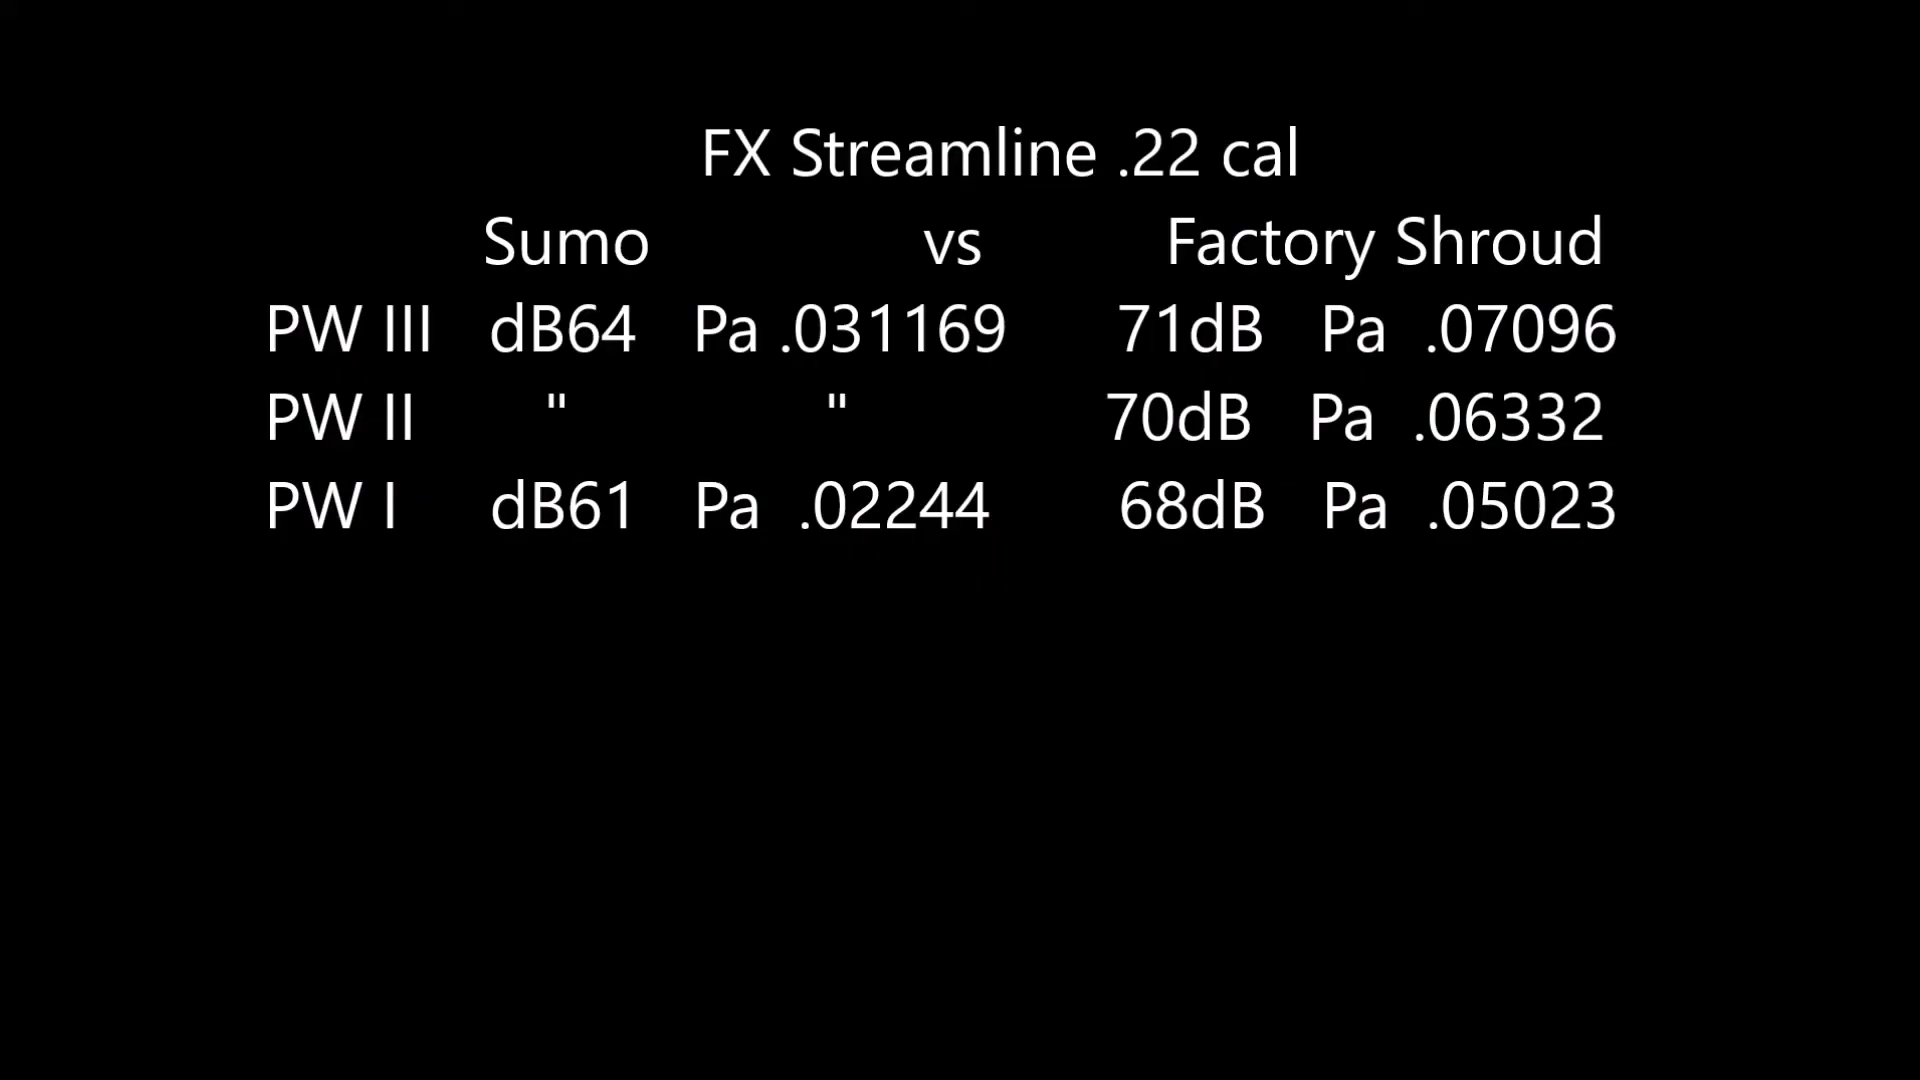 FX Streamline .22 cal
Sumo vs Factory Shroud
PW III dB64 Pa .031169 71dB Pa .07096
PW II " " 70dB Pa .06332
PW I dB61 Pa .02244 68dB Pa .05023